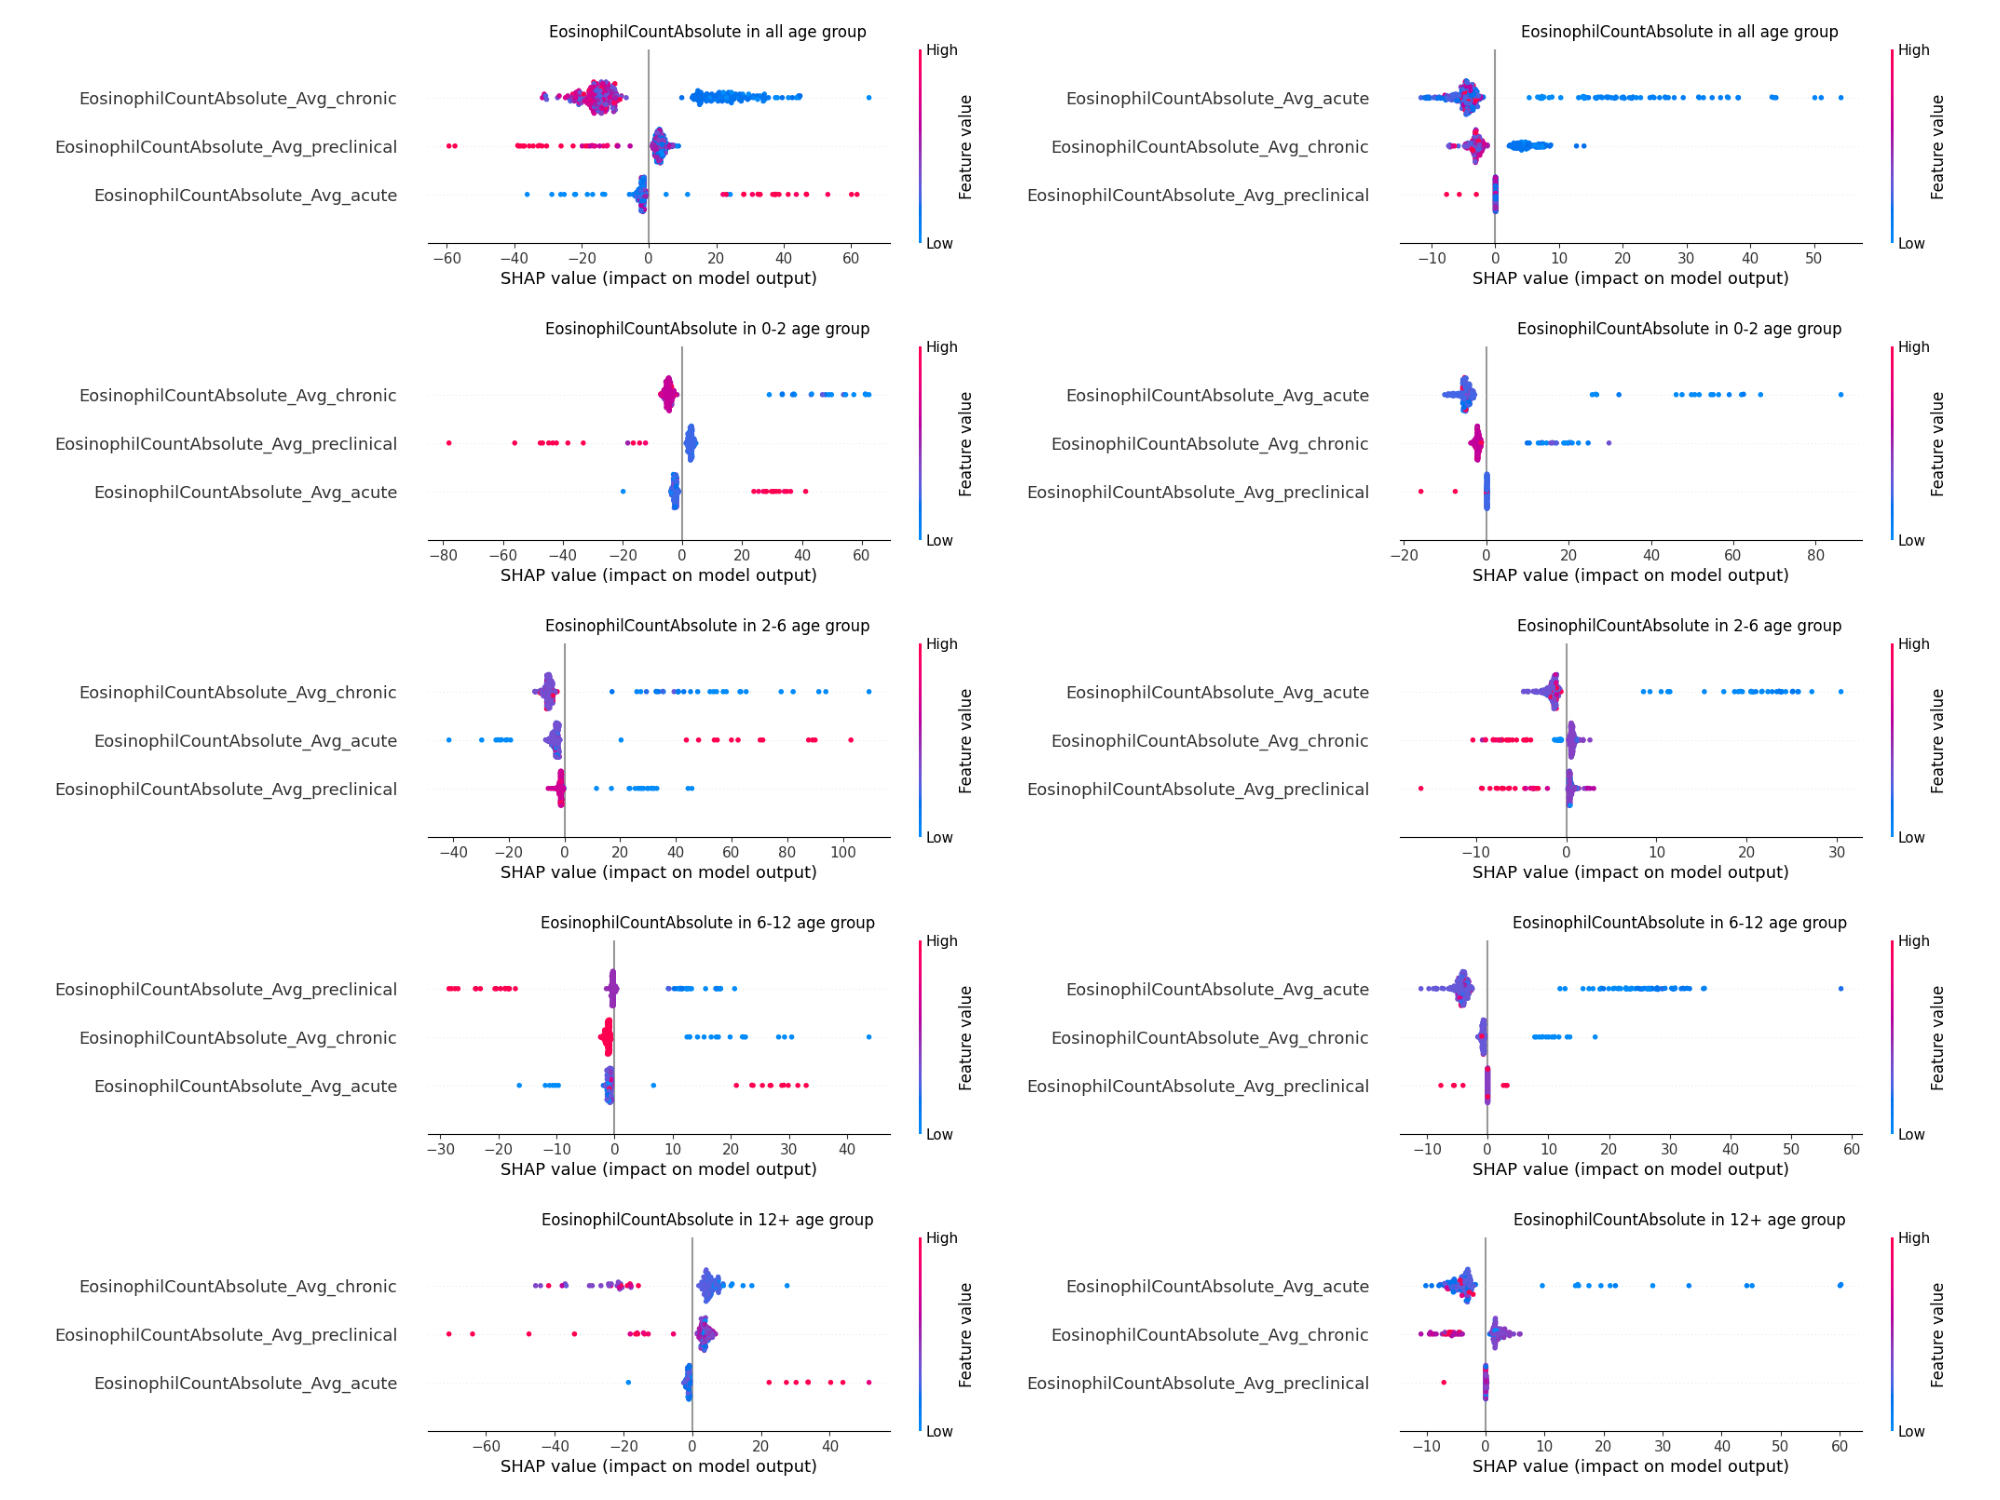 EosinophilCountAbsolute in all age group
High
EosinophilCountAbsolute_Avg_chronic
EosinophilCountAbsolute_Avg_preclinical
EosinophilCountAbsolute_Avg_acute
Feature value
Low
−60 −40 −20 0 20 40 60
SHAP value (impact on model output)
EosinophilCountAbsolute in all age group
High
EosinophilCountAbsolute_Avg_acute
EosinophilCountAbsolute_Avg_chronic
EosinophilCountAbsolute_Avg_preclinical
Feature value
Low
−10 0 10 20 30 40 50
SHAP value (impact on model output)
EosinophilCountAbsolute in 0-2 age group
High
EosinophilCountAbsolute_Avg_chronic
EosinophilCountAbsolute_Avg_preclinical
EosinophilCountAbsolute_Avg_acute
Feature value
Low
−80 −60 −40 −20 0 20 40 60
SHAP value (impact on model output)
EosinophilCountAbsolute in 0-2 age group
High
EosinophilCountAbsolute_Avg_acute
EosinophilCountAbsolute_Avg_chronic
EosinophilCountAbsolute_Avg_preclinical
Feature value
Low
−20 0 20 40 60 80
SHAP value (impact on model output)
EosinophilCountAbsolute in 2-6 age group
High
EosinophilCountAbsolute_Avg_chronic
EosinophilCountAbsolute_Avg_acute
EosinophilCountAbsolute_Avg_preclinical
Feature value
Low
−40 −20 0 20 40 60 80 100
SHAP value (impact on model output)
EosinophilCountAbsolute in 2-6 age group
High
EosinophilCountAbsolute_Avg_acute
EosinophilCountAbsolute_Avg_chronic
EosinophilCountAbsolute_Avg_preclinical
Feature value
Low
−10 0 10 20 30
SHAP value (impact on model output)
EosinophilCountAbsolute in 6-12 age group
High
EosinophilCountAbsolute_Avg_preclinical
EosinophilCountAbsolute_Avg_chronic
EosinophilCountAbsolute_Avg_acute
Feature value
Low
−30 −20 −10 0 10 20 30 40
SHAP value (impact on model output)
EosinophilCountAbsolute in 6-12 age group
High
EosinophilCountAbsolute_Avg_acute
EosinophilCountAbsolute_Avg_chronic
EosinophilCountAbsolute_Avg_preclinical
Feature value
Low
−10 0 10 20 30 40 50 60
SHAP value (impact on model output)
EosinophilCountAbsolute in 12+ age group
High
EosinophilCountAbsolute_Avg_chronic
EosinophilCountAbsolute_Avg_preclinical
EosinophilCountAbsolute_Avg_acute
Feature value
Low
−60 −40 −20 0 20 40
SHAP value (impact on model output)
EosinophilCountAbsolute in 12+ age group
High
EosinophilCountAbsolute_Avg_acute
EosinophilCountAbsolute_Avg_chronic
EosinophilCountAbsolute_Avg_preclinical
Feature value
Low
−10 0 10 20 30 40 50 60
SHAP value (impact on model output)